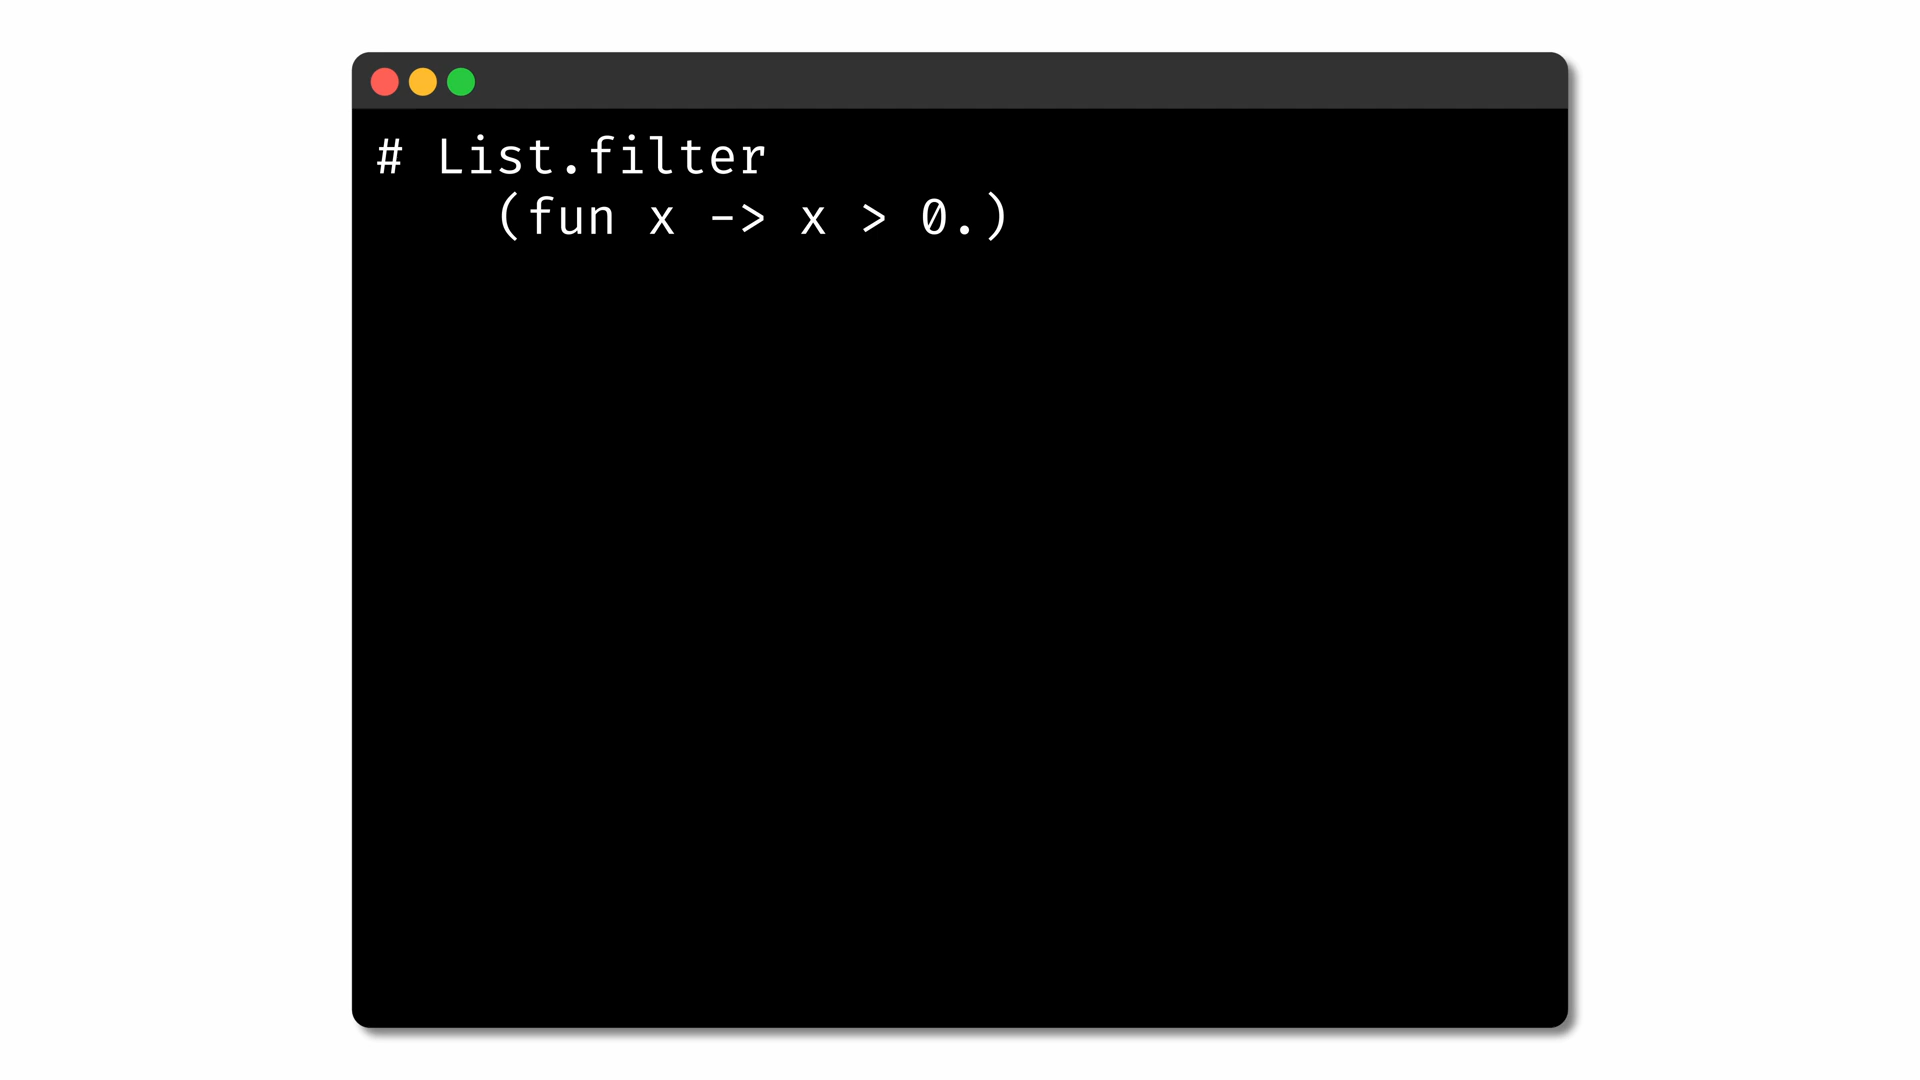 # List.filter
    (fun x -> x > 0.)